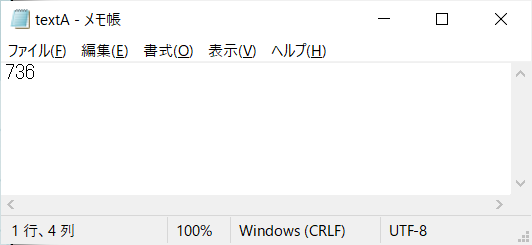 textA - メモ帳
ファイル(F) 編集(E) 書式(O) 表示(V) ヘルプ(H)
736
1 行、4 列 100% Windows (CRLF) UTF-8